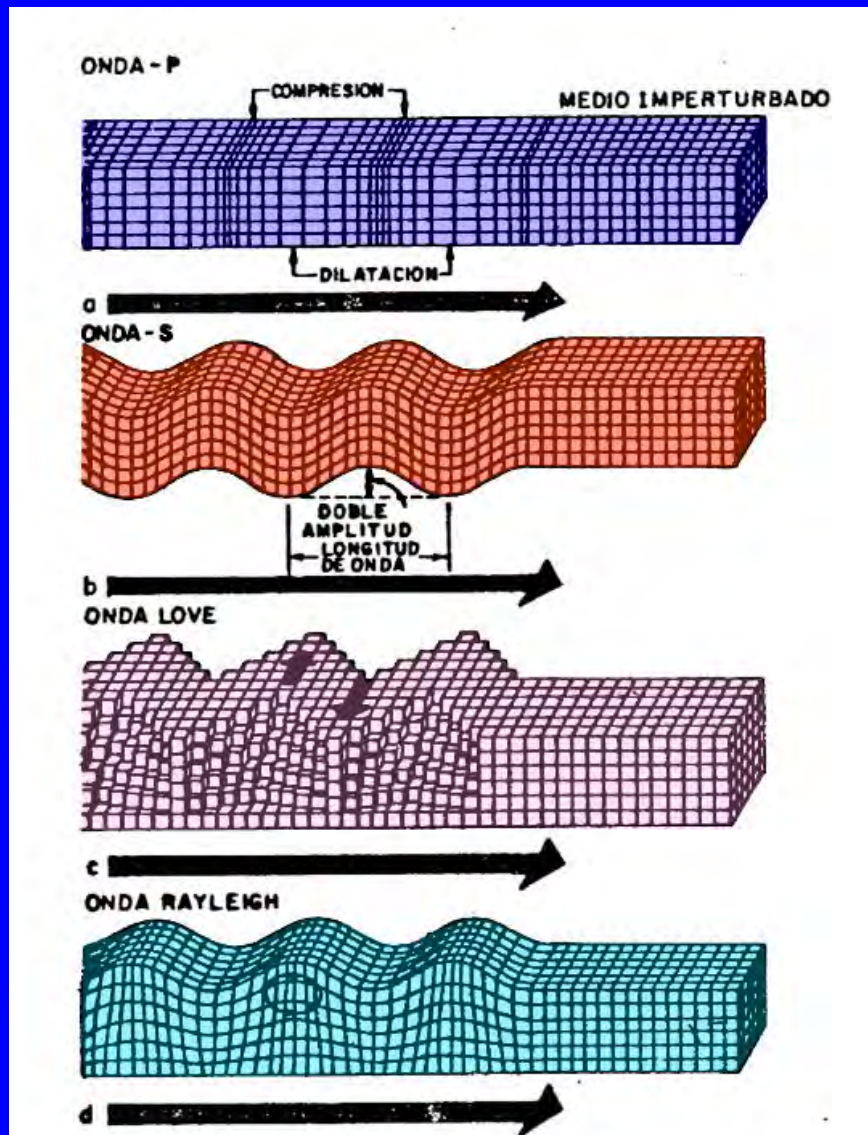 ONDA - P
COMPRESION
MEDIO IMPERTURBADO
DILATACION
a
ONDA-S
DOBLE
AMPLITUD
LONGITUD
DE ONDA
b
ONDA LOVE
c
ONDA RAYLEIGH
d